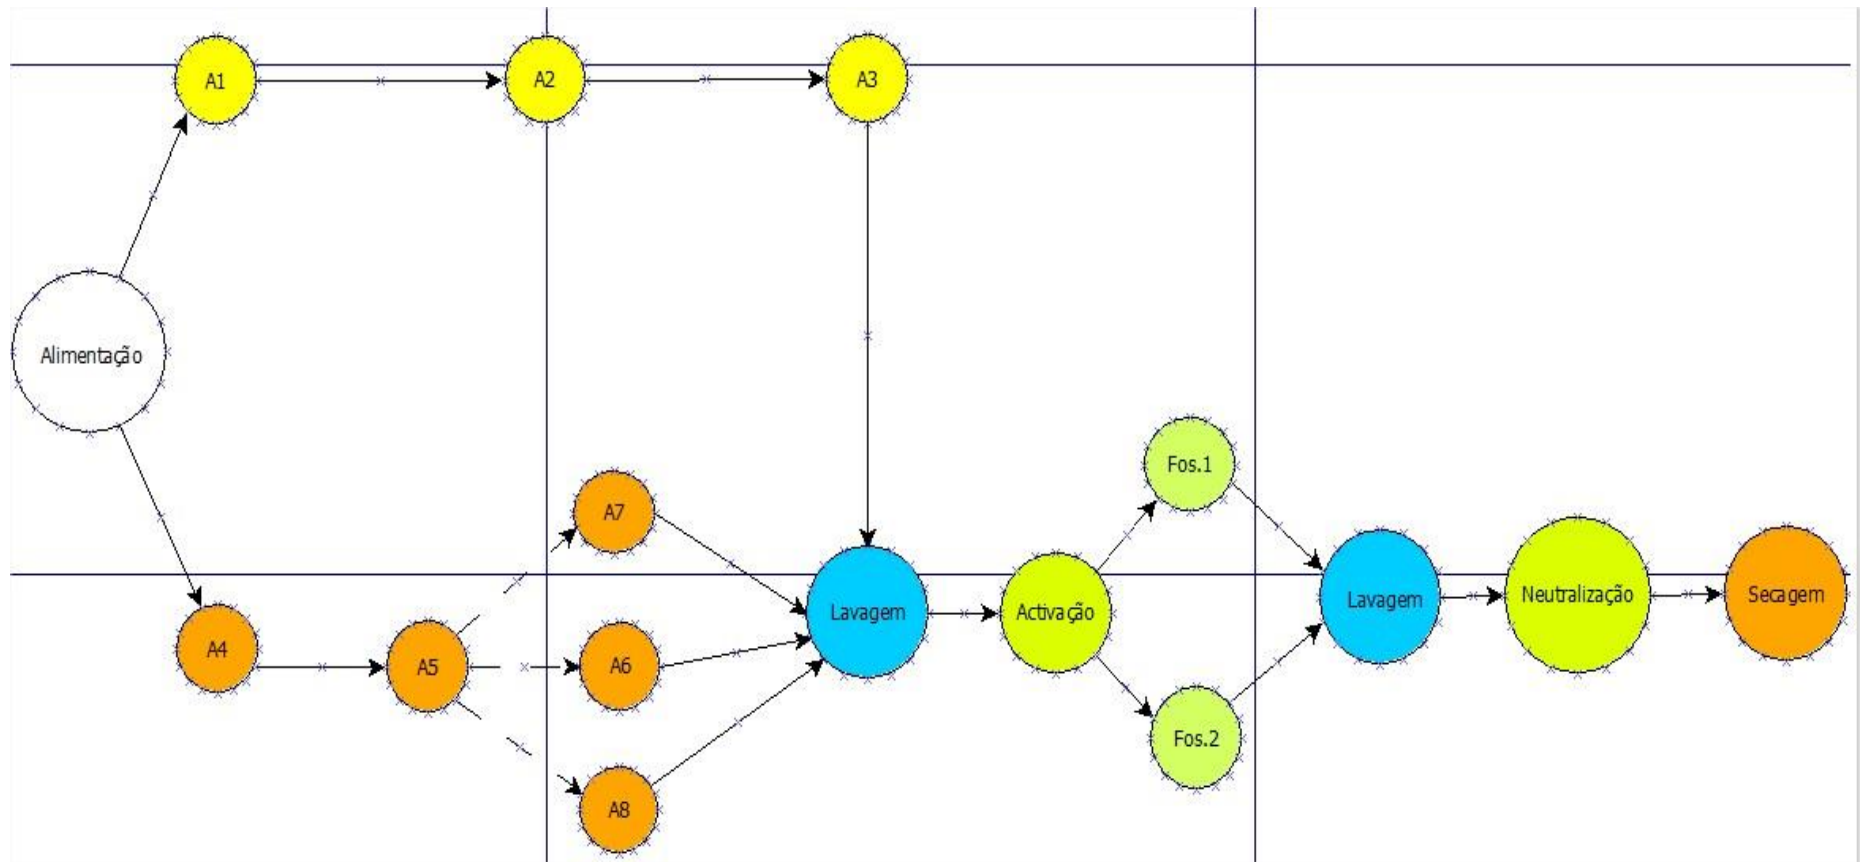 A1
A2
A3
Alimentação
A4
A5
A7
A6
A8
Lavagem
Activação
Fos.1
Fos.2
Lavagem
Neutralização
Secagem